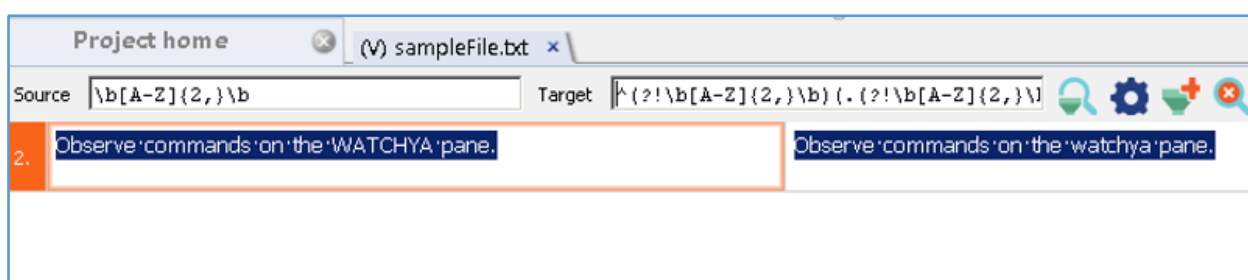 Project home (V) sampleFile.txt ×
Source \b[A-Z]{2,}\b Target ^(?!\b[A-Z]{2,}\b)(.(?!\b[A-Z]{2,}\
2. Observe·commands·on·the·WATCHYA·pane. Observe·commands·on·the·watchya·pane.